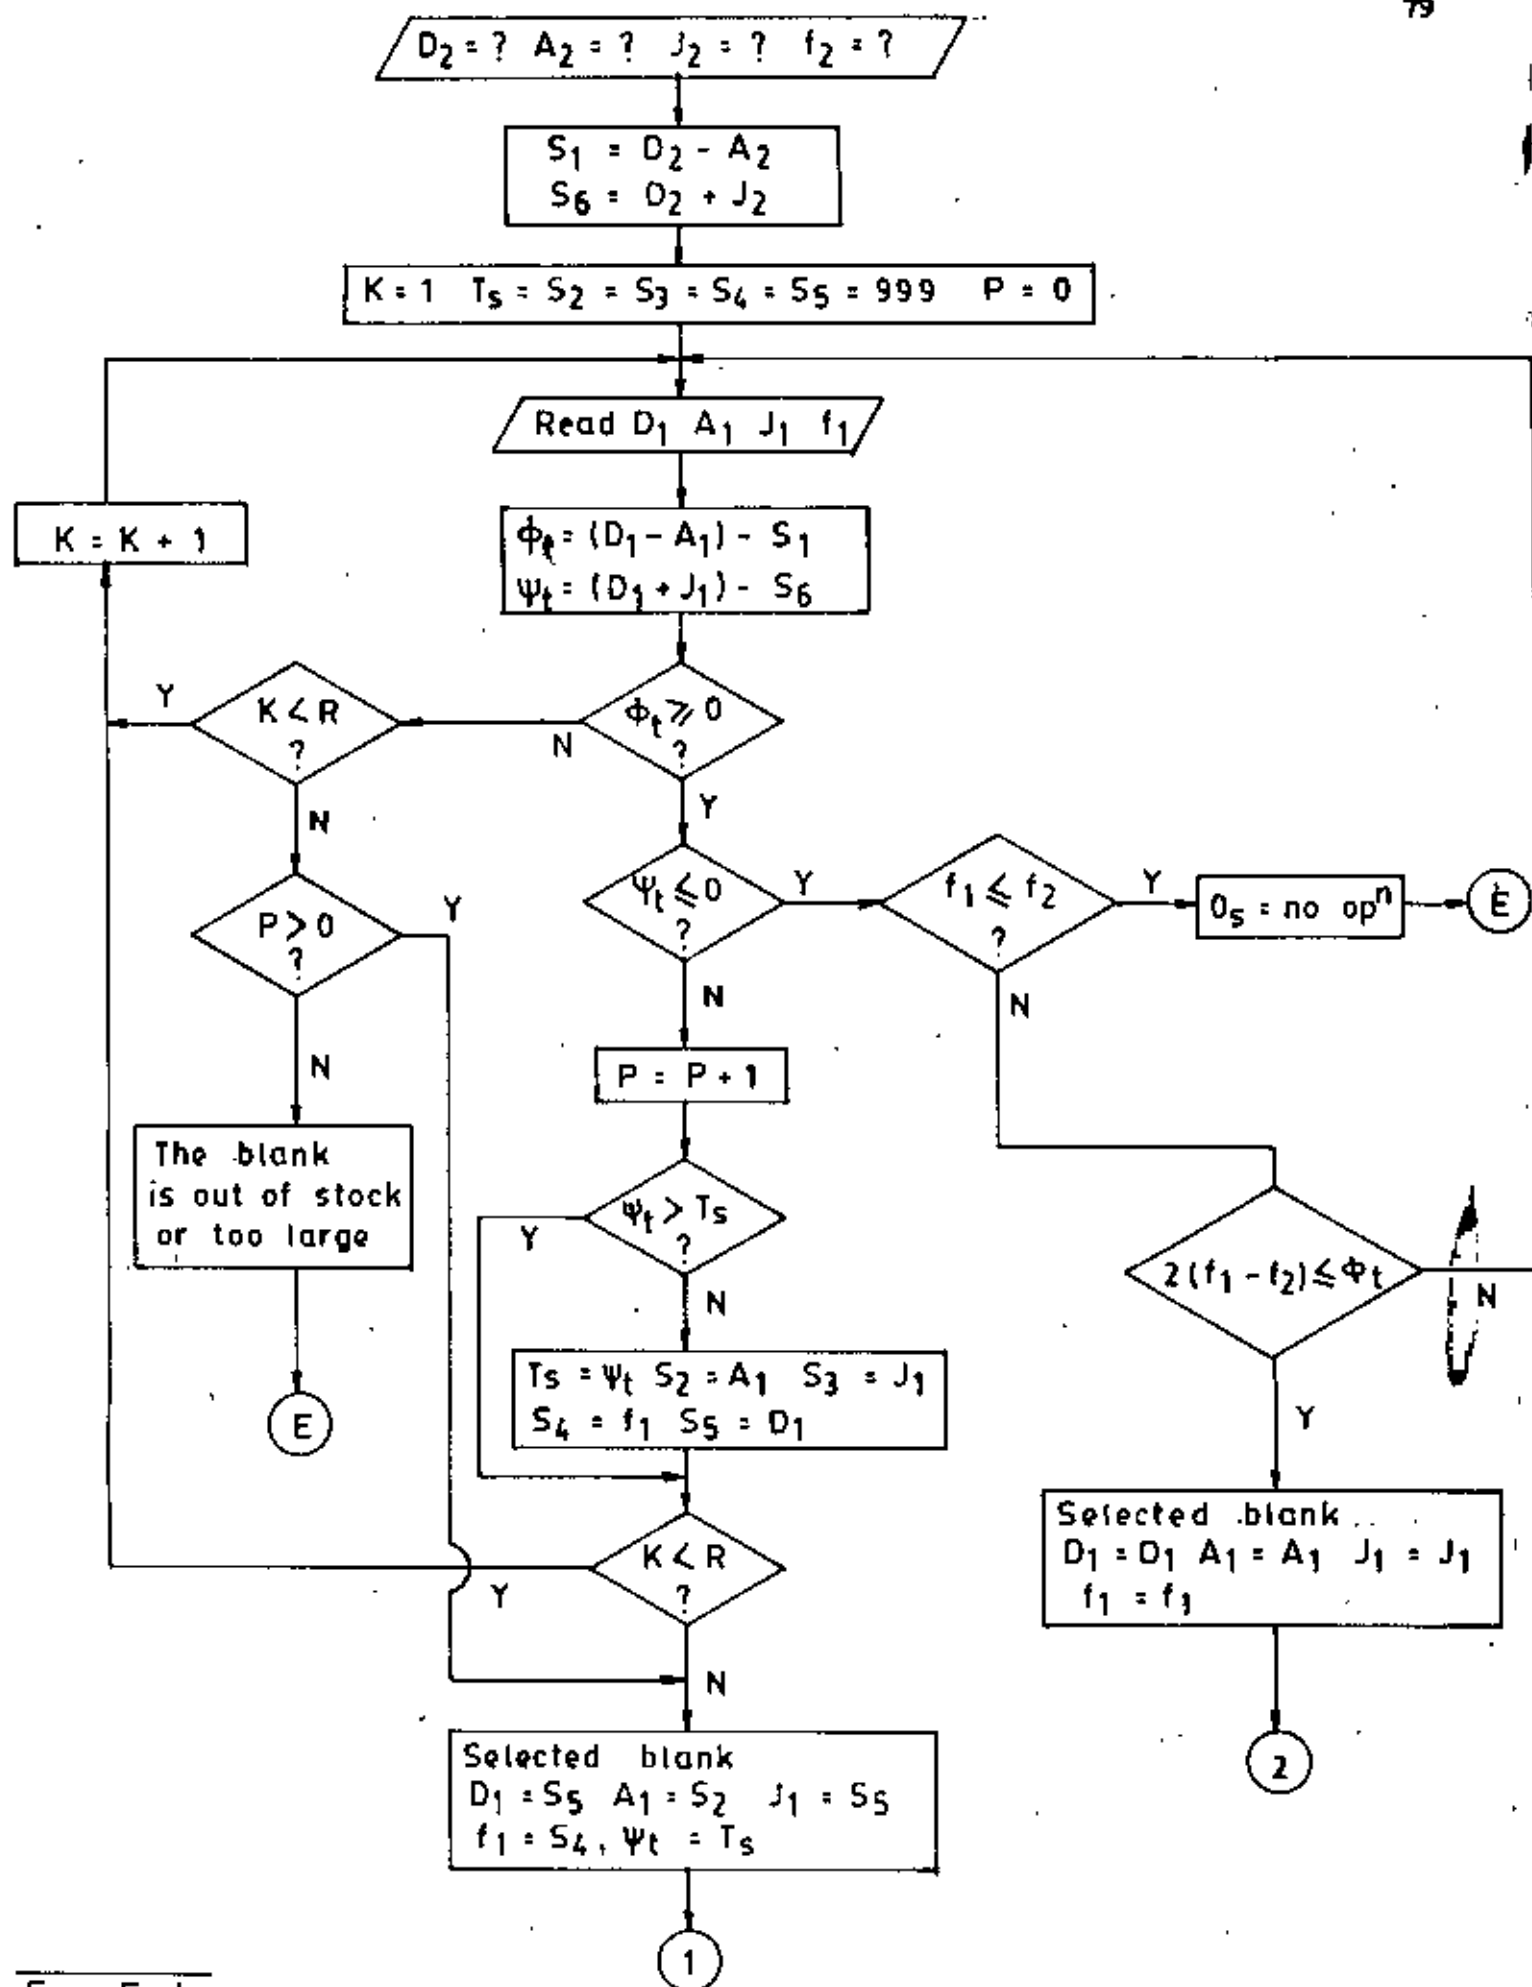 79
D₂ = ? A₂ = ? J₂ = ? f₂ = ?
S₁ = D₂ - A₂
S₆ = D₂ + J₂
K = 1 Tₛ = S₂ = S₃ = S₄ = S₅ = 999 P = 0
Read D₁ A₁ J₁ f₁
K = K + 1
ϕₜ = (D₁ - A₁) - S₁
ψₜ = (D₁ + J₁) - S₆
Y
K < R
?
N
ϕₜ ⩾ 0
?
N
Y
P > 0
?
Y
ψₜ ≤ 0
?
Y
f₁ ≤ f₂
?
Y
0ₛ = no opⁿ
E
N
N
N
P = P + 1
The blank
is out of stock
or too large
ψₜ > Tₛ
?
Y
N
2 (f₁ - f₂) ≤ ϕₜ
N
Tₛ = ψₜ S₂ = A₁ S₃ = J₁
S₄ = f₁ S₅ = D₁
E
Y
K < R
?
Y
N
Selected blank
D₁ = D₁ A₁ = A₁ J₁ = J₁
f₁ = f₁
Selected blank
D₁ = S₅ A₁ = S₂ J₁ = S₅
f₁ = S₄, ψₜ = Tₛ
2
1